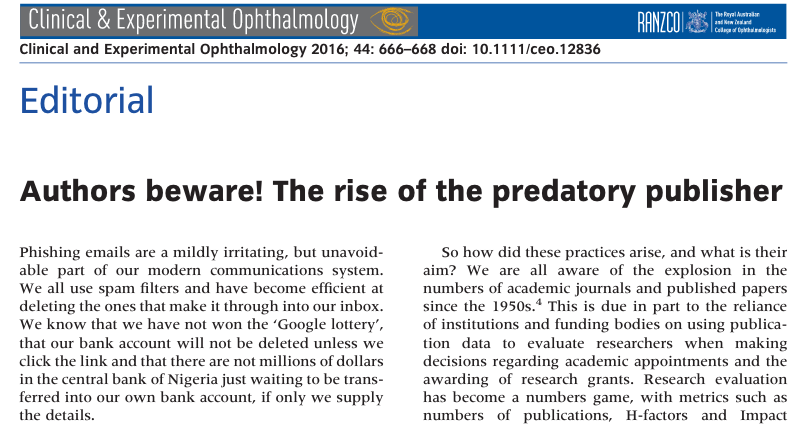 Clinical & Experimental Ophthalmology
RANZCO
The Royal Australian
and New Zealand
College of Ophthalmologists
Clinical and Experimental Ophthalmology 2016; 44: 666–668 doi: 10.1111/ceo.12836
Editorial
Authors beware! The rise of the predatory publisher
Phishing emails are a mildly irritating, but unavoid-
able part of our modern communications system.
We all use spam filters and have become efficient at
deleting the ones that make it through into our inbox.
We know that we have not won the ‘Google lottery’,
that our bank account will not be deleted unless we
click the link and that there are not millions of dollars
in the central bank of Nigeria just waiting to be trans-
ferred into our own bank account, if only we supply
the details.
So how did these practices arise, and what is their
aim? We are all aware of the explosion in the
numbers of academic journals and published papers
since the 1950s.⁴ This is due in part to the reliance
of institutions and funding bodies on using publica-
tion data to evaluate researchers when making
decisions regarding academic appointments and the
awarding of research grants. Research evaluation
has become a numbers game, with metrics such as
numbers of publications, H-factors and Impact